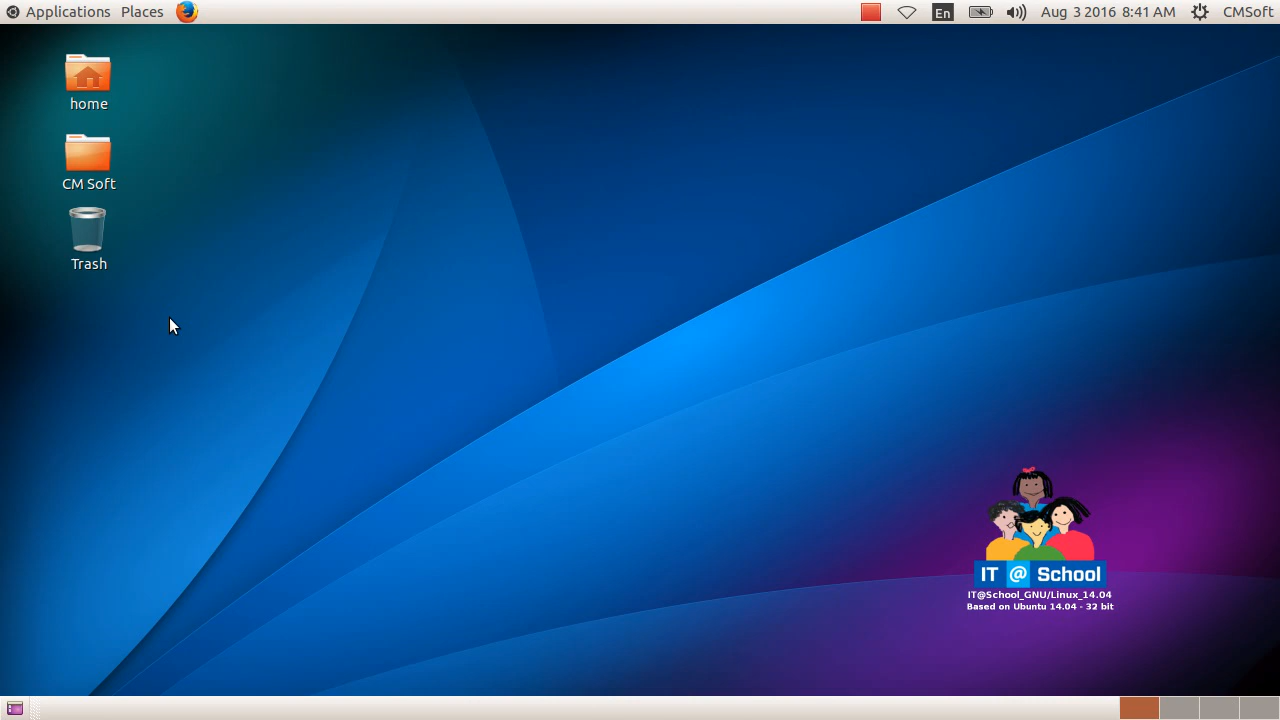 Applications Places En Aug 3 2016 8:41 AM CMSoft
home
CM Soft
Trash
IT @ School
IT@School_GNU/Linux_14.04
Based on Ubuntu 14.04 - 32 bit